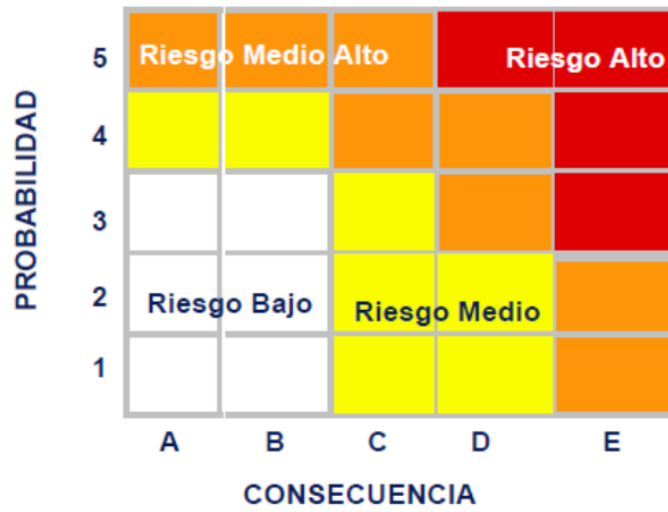 5 Riesgo Medio Alto Riesgo Alto
PROBABILIDAD
4
3
2 Riesgo Bajo Riesgo Medio
1
A B C D E
CONSECUENCIA